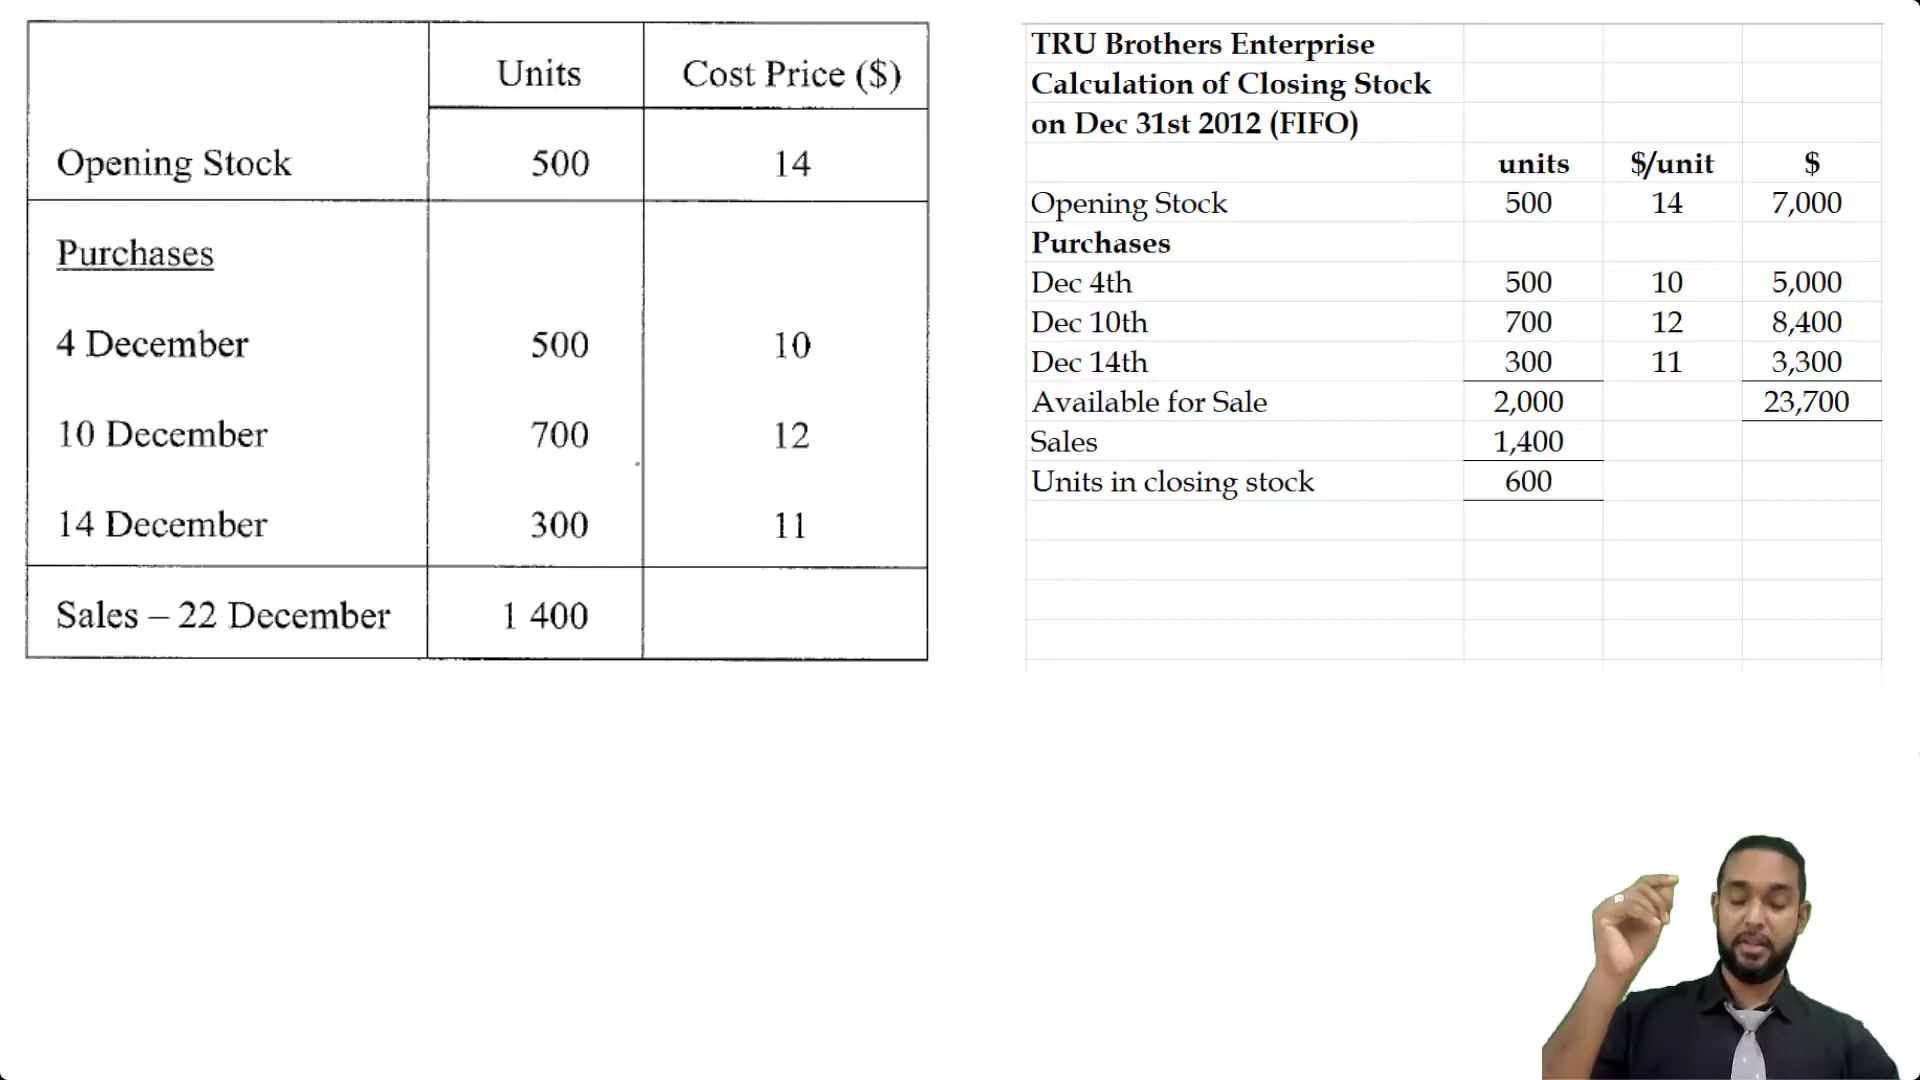 Units Cost Price ($)
Opening Stock 500 14
Purchases
4 December 500 10
10 December 700 12
14 December 300 11
Sales – 22 December 1 400
TRU Brothers Enterprise
Calculation of Closing Stock
on Dec 31st 2012 (FIFO)
units $/unit $
Opening Stock 500 14 7,000
Purchases
Dec 4th 500 10 5,000
Dec 10th 700 12 8,400
Dec 14th 300 11 3,300
Available for Sale 2,000 23,700
Sales 1,400
Units in closing stock 600